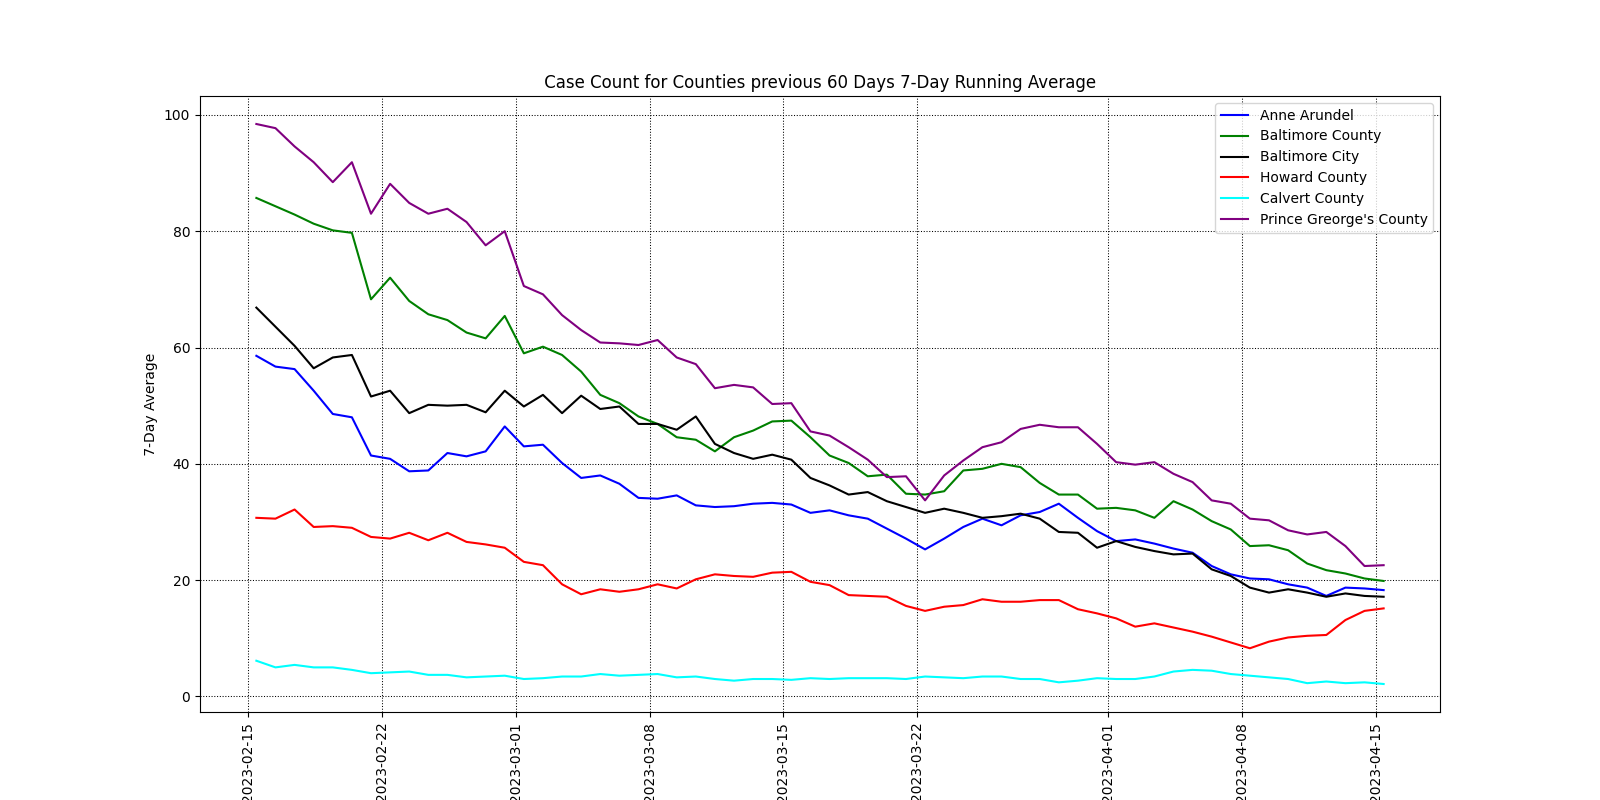 Case Count for Counties previous 60 Days 7-Day Running Average
Anne Arundel
Baltimore County
Baltimore City
Howard County
Calvert County
Prince Greorge's County
7-Day Average
100
80
60
40
20
0
2023-02-15
2023-02-22
2023-03-01
2023-03-08
2023-03-15
2023-03-22
2023-04-01
2023-04-08
2023-04-15